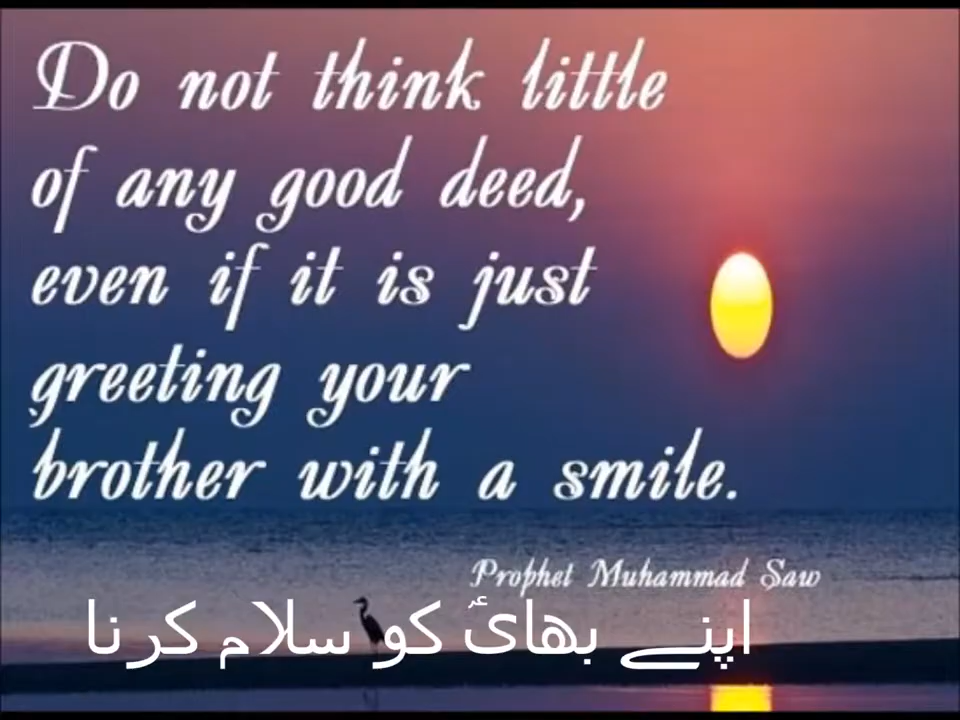 Do not think little
of any good deed,
even if it is just
greeting your
brother with a smile.
Prophet Muhammad Saw
اپنے بھائؑ کو سلام کرنا